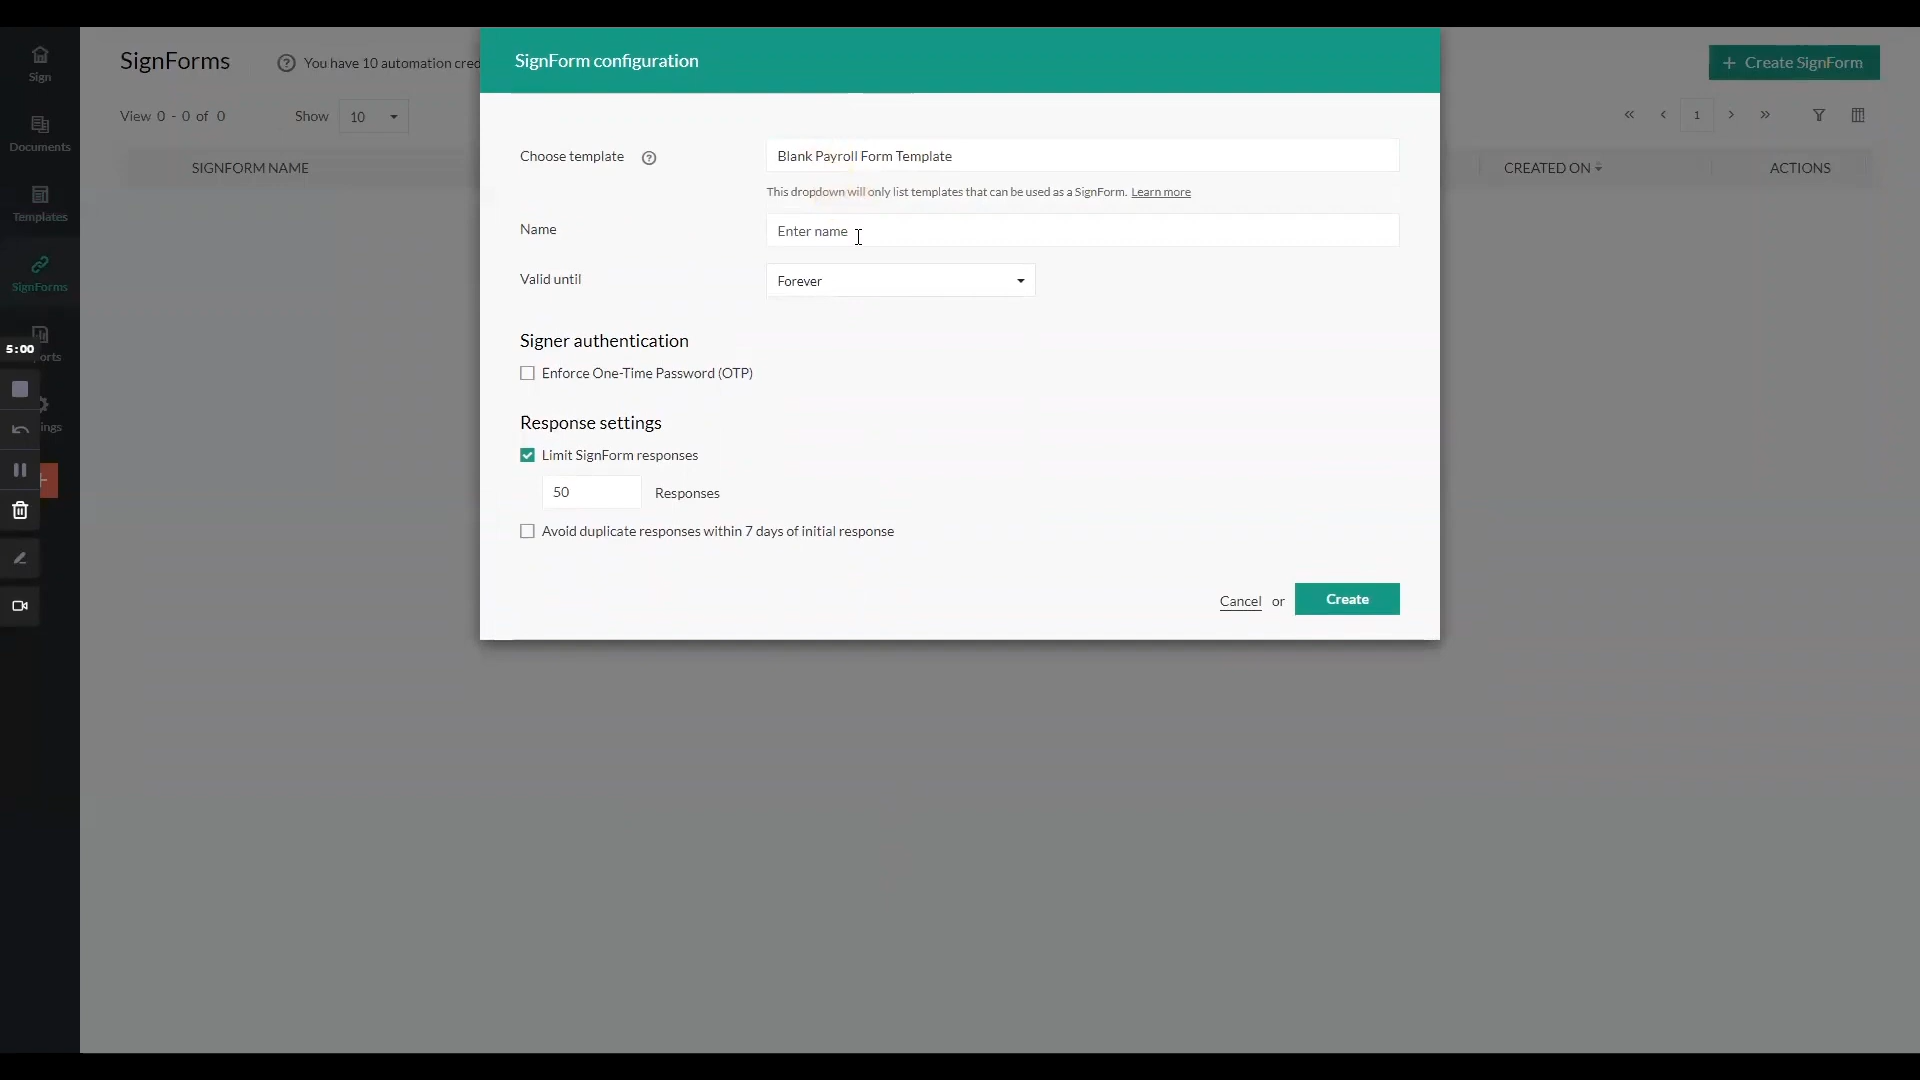 SignForm configuration
SignForms
You have 10 automation cred
+ Create SignForm
View 0 - 0 of 0
Show 10
1
SIGNFORM NAME
CREATED ON
ACTIONS
Sign
Documents
Templates
SignForms
5:00
orts
ings
Choose template
Blank Payroll Form Template
This dropdown will only list templates that can be used as a SignForm. Learn more
Name
Enter name
Valid until
Forever
Signer authentication
Enforce One-Time Password (OTP)
Response settings
Limit SignForm responses
50 Responses
Avoid duplicate responses within 7 days of initial response
Cancel or Create